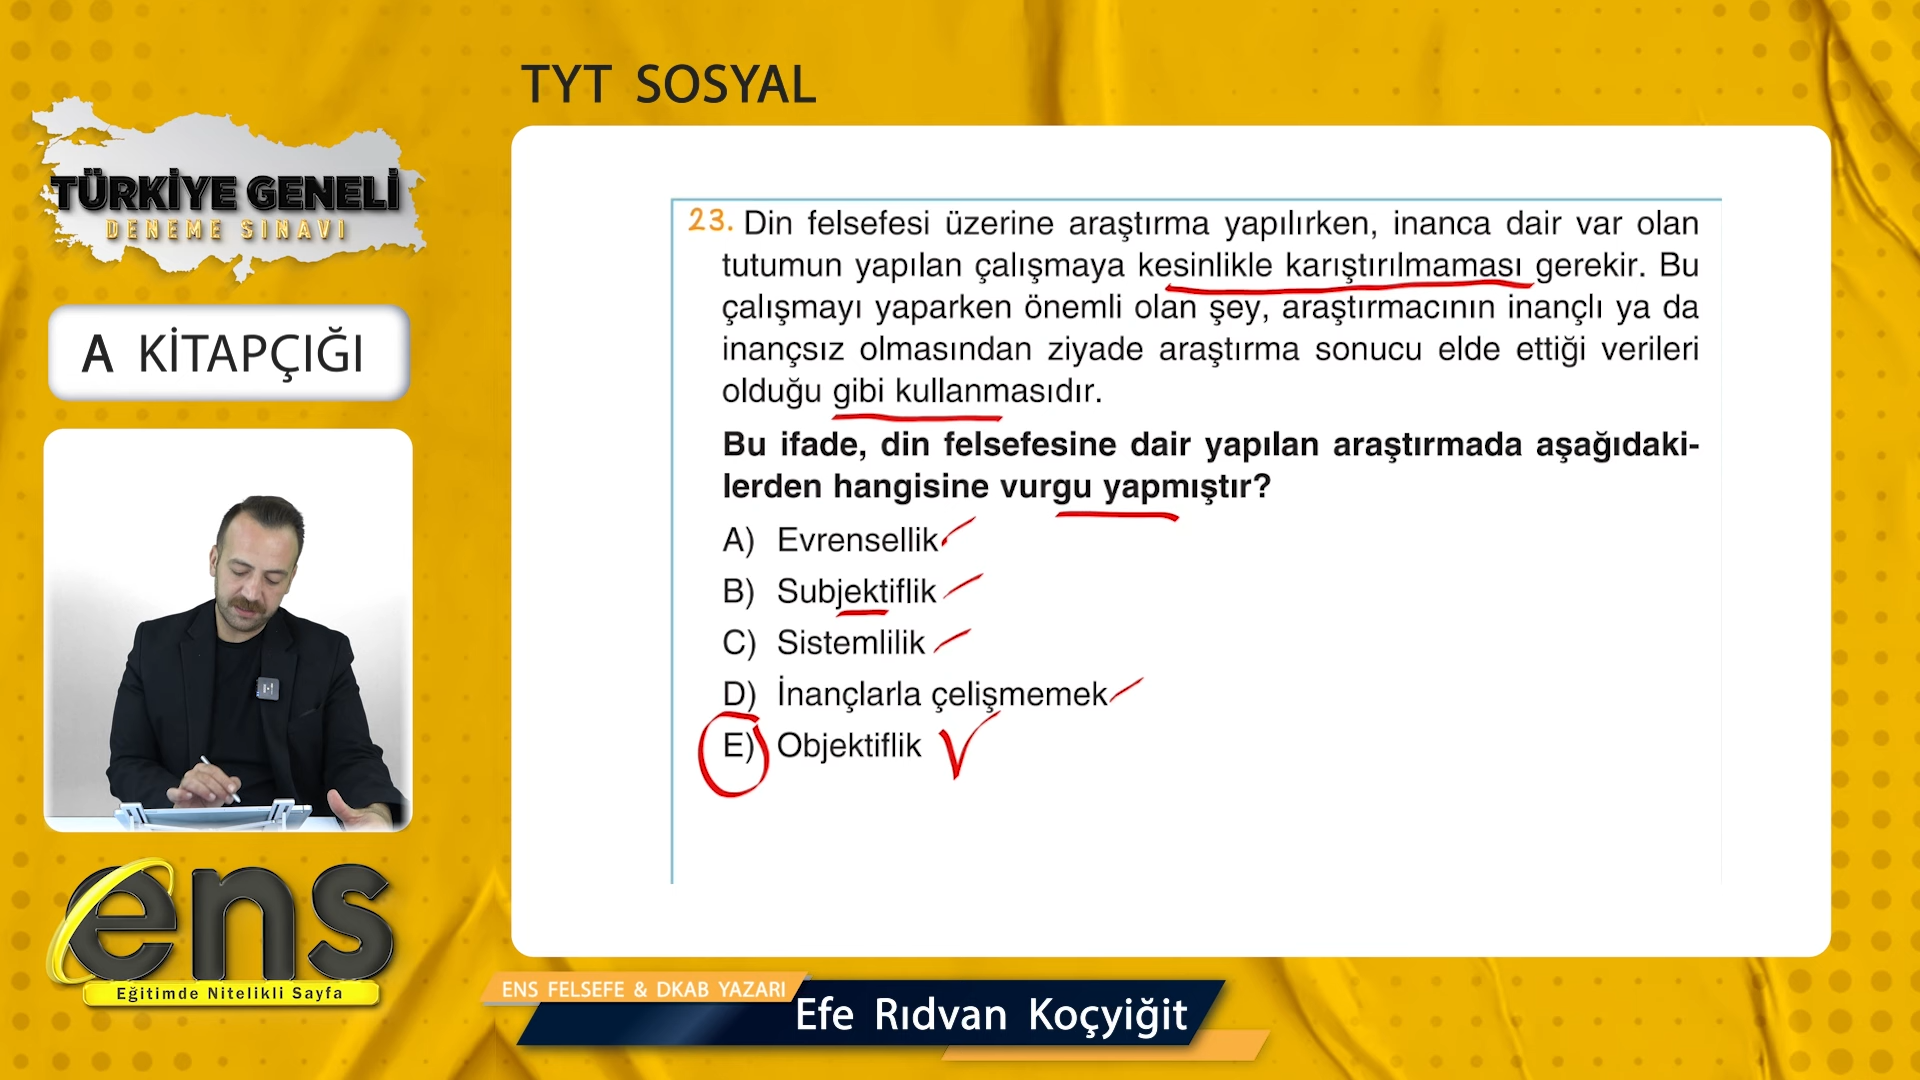 TYT SOSYAL
TÜRKİYE GENELİ
DENEME SINAVI
A KİTAPÇIĞI
23. Din felsefesi üzerine araştırma yapılırken, inanca dair var olan
tutumun yapılan çalışmaya kesinlikle karıştırılmaması gerekir. Bu
çalışmayı yaparken önemli olan şey, araştırmacının inançlı ya da
inançsız olmasından ziyade araştırma sonucu elde ettiği verileri
olduğu gibi kullanmasıdır.
Bu ifade, din felsefesine dair yapılan araştırmada aşağıdaki-
lerden hangisine vurgu yapmıştır?
A) Evrensellik
B) Subjektiflik
C) Sistemlilik
D) İnançlarla çelişmemek
E) Objektiflik
ens
Eğitimde Nitelikli Sayfa
ENS FELSEFE & DKAB YAZARI
Efe Rıdvan Koçyiğit